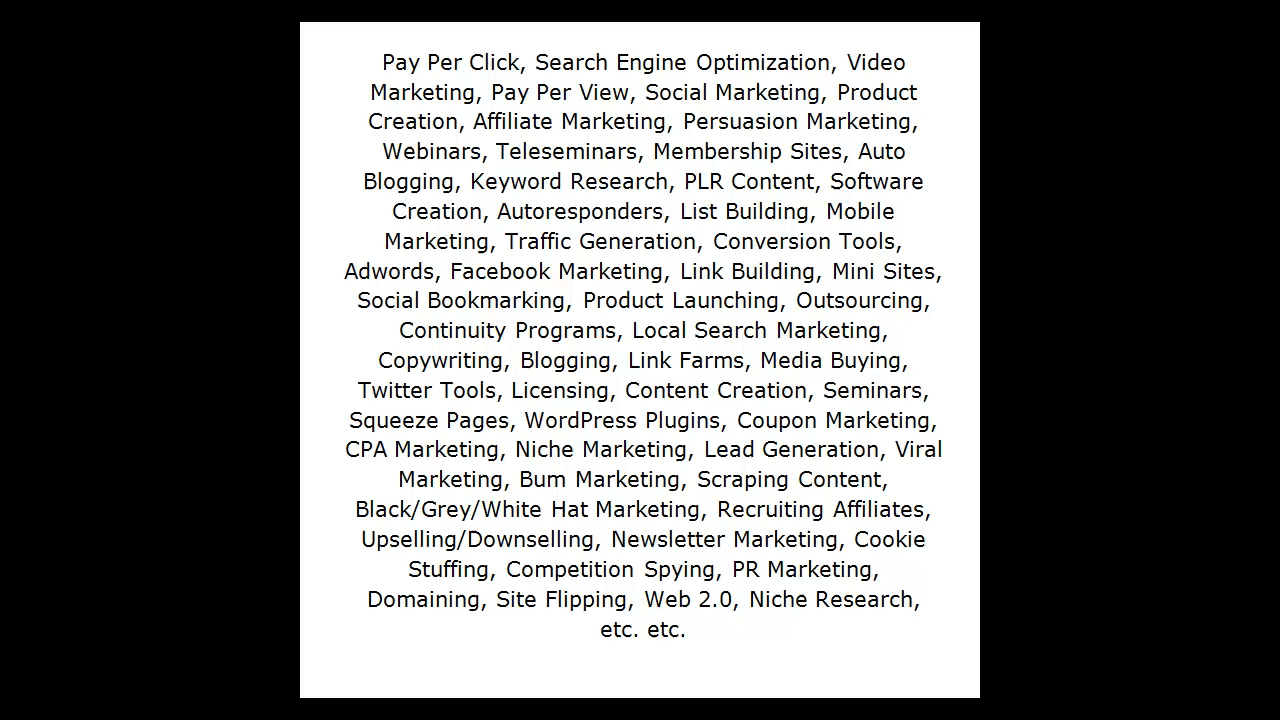 Pay Per Click, Search Engine Optimization, Video
Marketing, Pay Per View, Social Marketing, Product
Creation, Affiliate Marketing, Persuasion Marketing,
Webinars, Teleseminars, Membership Sites, Auto
Blogging, Keyword Research, PLR Content, Software
Creation, Autoresponders, List Building, Mobile
Marketing, Traffic Generation, Conversion Tools,
Adwords, Facebook Marketing, Link Building, Mini Sites,
Social Bookmarking, Product Launching, Outsourcing,
Continuity Programs, Local Search Marketing,
Copywriting, Blogging, Link Farms, Media Buying,
Twitter Tools, Licensing, Content Creation, Seminars,
Squeeze Pages, WordPress Plugins, Coupon Marketing,
CPA Marketing, Niche Marketing, Lead Generation, Viral
Marketing, Bum Marketing, Scraping Content,
Black/Grey/White Hat Marketing, Recruiting Affiliates,
Upselling/Downselling, Newsletter Marketing, Cookie
Stuffing, Competition Spying, PR Marketing,
Domaining, Site Flipping, Web 2.0, Niche Research,
etc. etc.